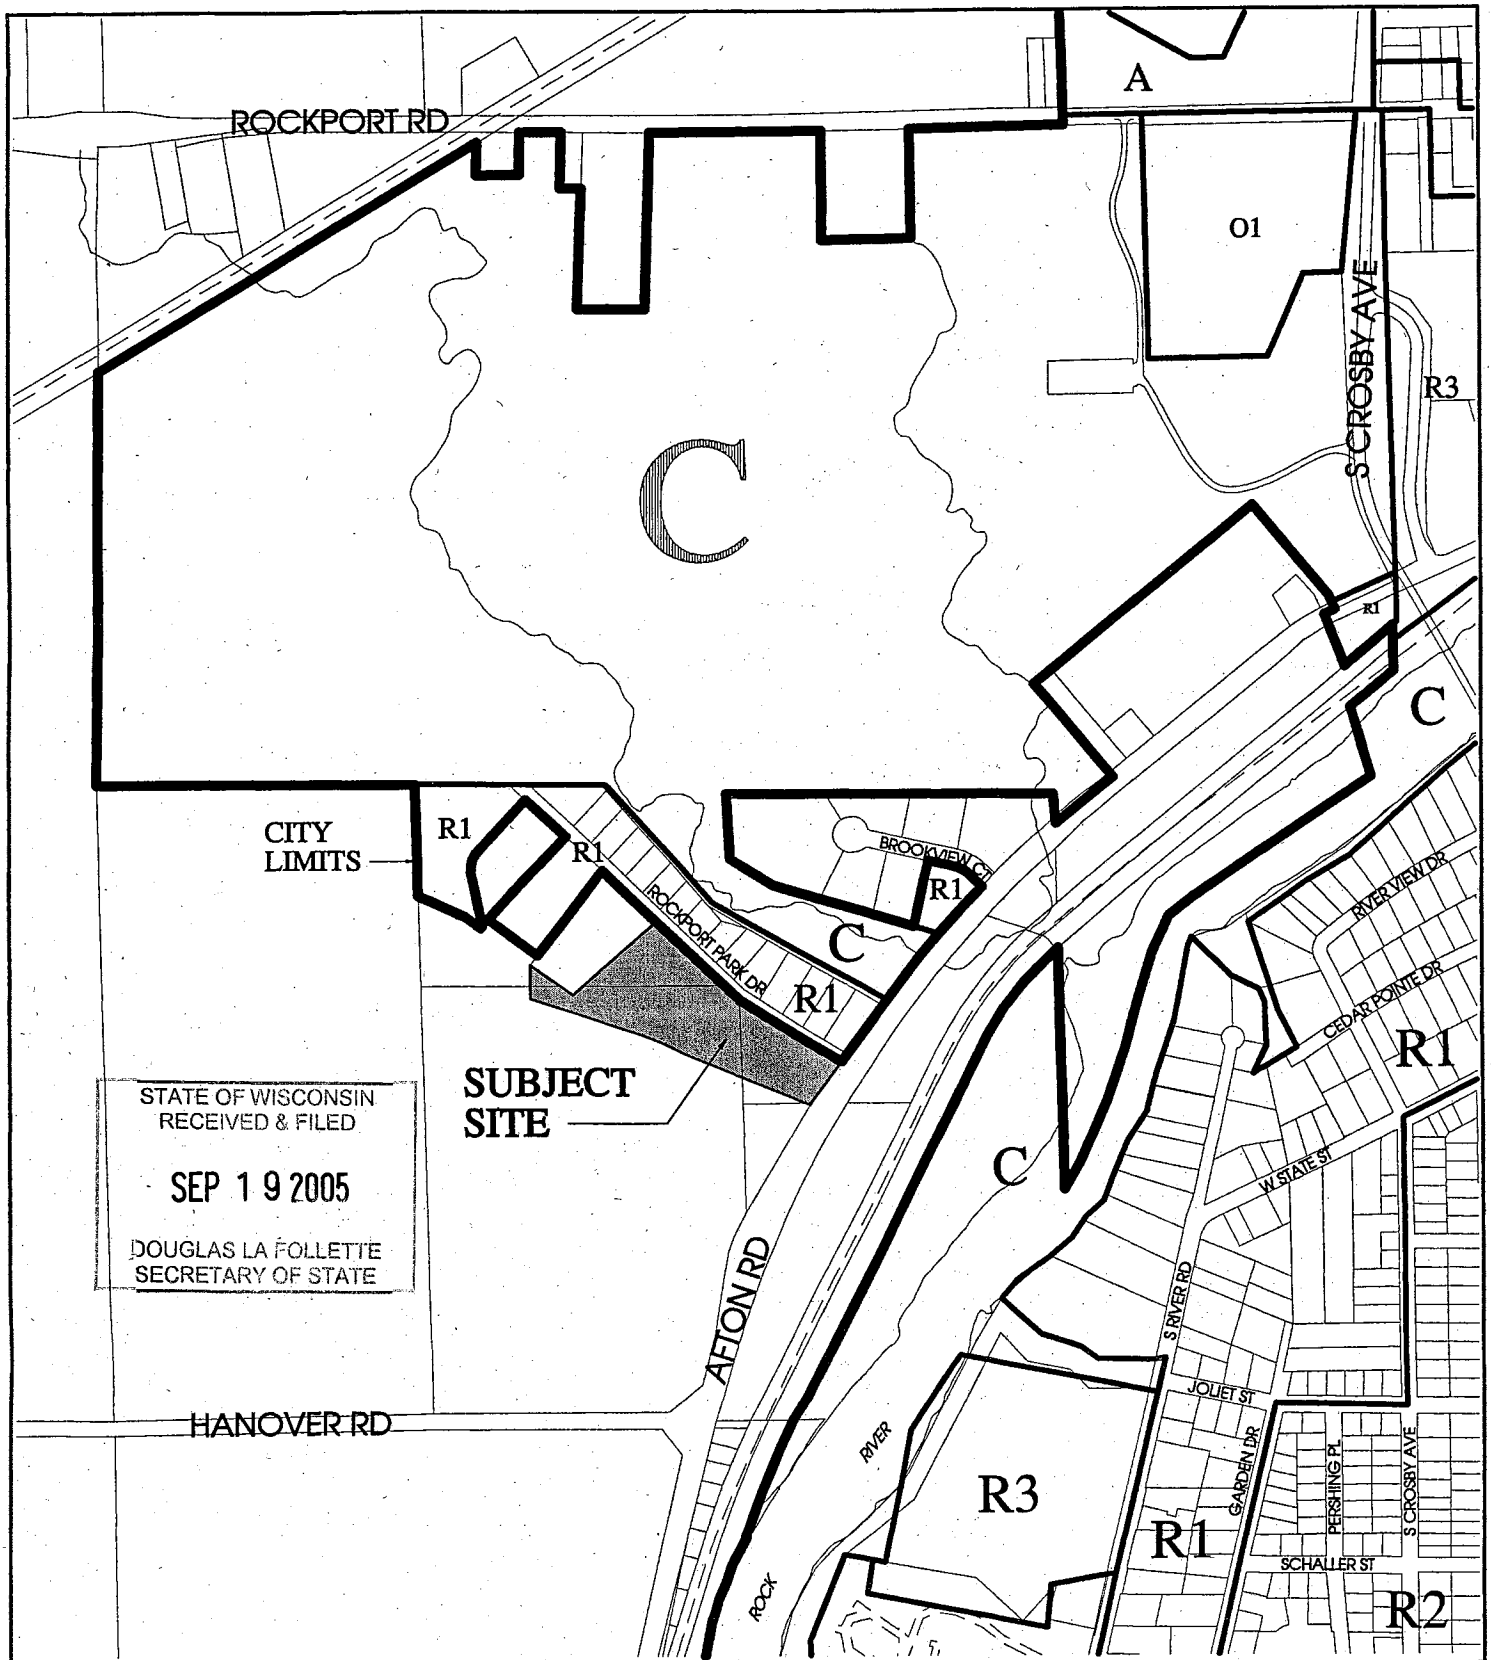 A
ROCKPORT RD
O1
S CROSBY AVE
R3
C
R1
C
CITY
LIMITS
R1
R1
BROOKVIEW CT
R1
RIVER VIEW DR
ROCKPORT PARK DR
C
CEDAR POINTE DR
R1
R1
SUBJECT
SITE
STATE OF WISCONSIN
RECEIVED & FILED
SEP 19 2005
DOUGLAS LA FOLLETTE
SECRETARY OF STATE
C
W STATE ST
AFTON RD
S RIVER RD
JOLIET ST
HANOVER RD
RIVER
GARDEN DR
PERSHING PL
S CROSBY AVE
R3
R1
SCHALLER ST
ROCK
R2